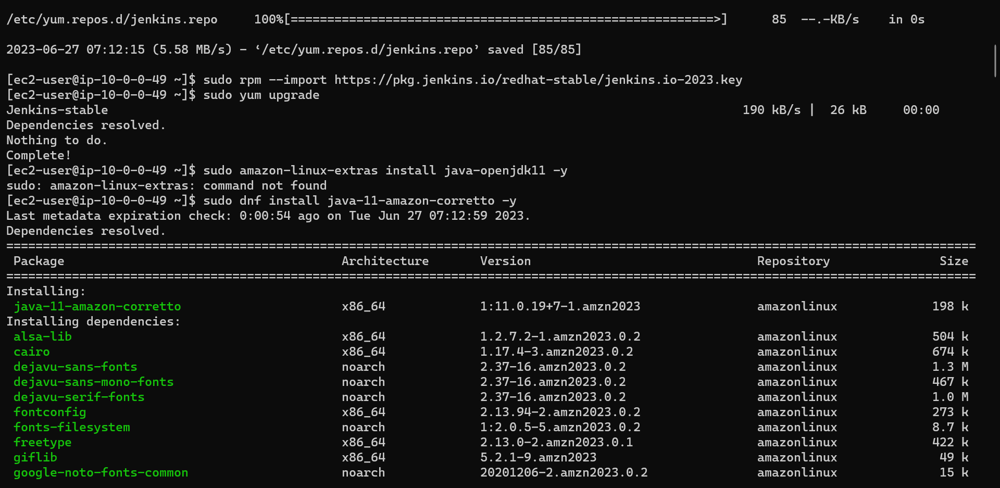 /etc/yum.repos.d/jenkins.repo     100%[==========================================================>]      85  --.-KB/s    in 0s
2023-06-27 07:12:15 (5.58 MB/s) - ‘/etc/yum.repos.d/jenkins.repo’ saved [85/85]
[ec2-user@ip-10-0-0-49 ~]$ sudo rpm --import https://pkg.jenkins.io/redhat-stable/jenkins.io-2023.key
[ec2-user@ip-10-0-0-49 ~]$ sudo yum upgrade
Jenkins-stable                                                                                       190 kB/s |  26 kB     00:00
Dependencies resolved.
Nothing to do.
Complete!
[ec2-user@ip-10-0-0-49 ~]$ sudo amazon-linux-extras install java-openjdk11 -y
sudo: amazon-linux-extras: command not found
[ec2-user@ip-10-0-0-49 ~]$ sudo dnf install java-11-amazon-corretto -y
Last metadata expiration check: 0:00:54 ago on Tue Jun 27 07:12:59 2023.
Dependencies resolved.
=====================================================================================================================================
 Package                                      Architecture       Version                               Repository               Size
=====================================================================================================================================
Installing:
 java-11-amazon-corretto                      x86_64             1:11.0.19+7-1.amzn2023                amazonlinux             198 k
Installing dependencies:
 alsa-lib                                     x86_64             1.2.7.2-1.amzn2023.0.2                amazonlinux             504 k
 cairo                                        x86_64             1.17.4-3.amzn2023.0.2                 amazonlinux             674 k
 dejavu-sans-fonts                            noarch             2.37-16.amzn2023.0.2                  amazonlinux             1.3 M
 dejavu-sans-mono-fonts                       noarch             2.37-16.amzn2023.0.2                  amazonlinux             467 k
 dejavu-serif-fonts                           noarch             2.37-16.amzn2023.0.2                  amazonlinux             1.0 M
 fontconfig                                   x86_64             2.13.94-2.amzn2023.0.2                amazonlinux             273 k
 fonts-filesystem                             noarch             1:2.0.5-5.amzn2023.0.2                amazonlinux             8.7 k
 freetype                                     x86_64             2.13.0-2.amzn2023.0.1                 amazonlinux             422 k
 giflib                                       x86_64             5.2.1-9.amzn2023                      amazonlinux              49 k
 google-noto-fonts-common                     noarch             20201206-2.amzn2023.0.2               amazonlinux              15 k